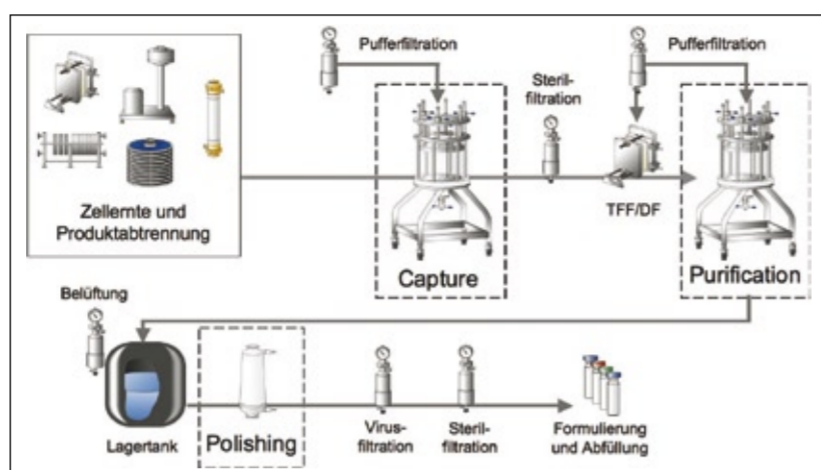 Pufferfiltration
Pufferfiltration
Steril-
filtration
Zellernte und
Produktabtrennung
TFF/DF
Capture
Purification
Belüftung
Lagertank
Polishing
Virus-
filtration
Steril-
filtration
Formulierung
und Abfüllung